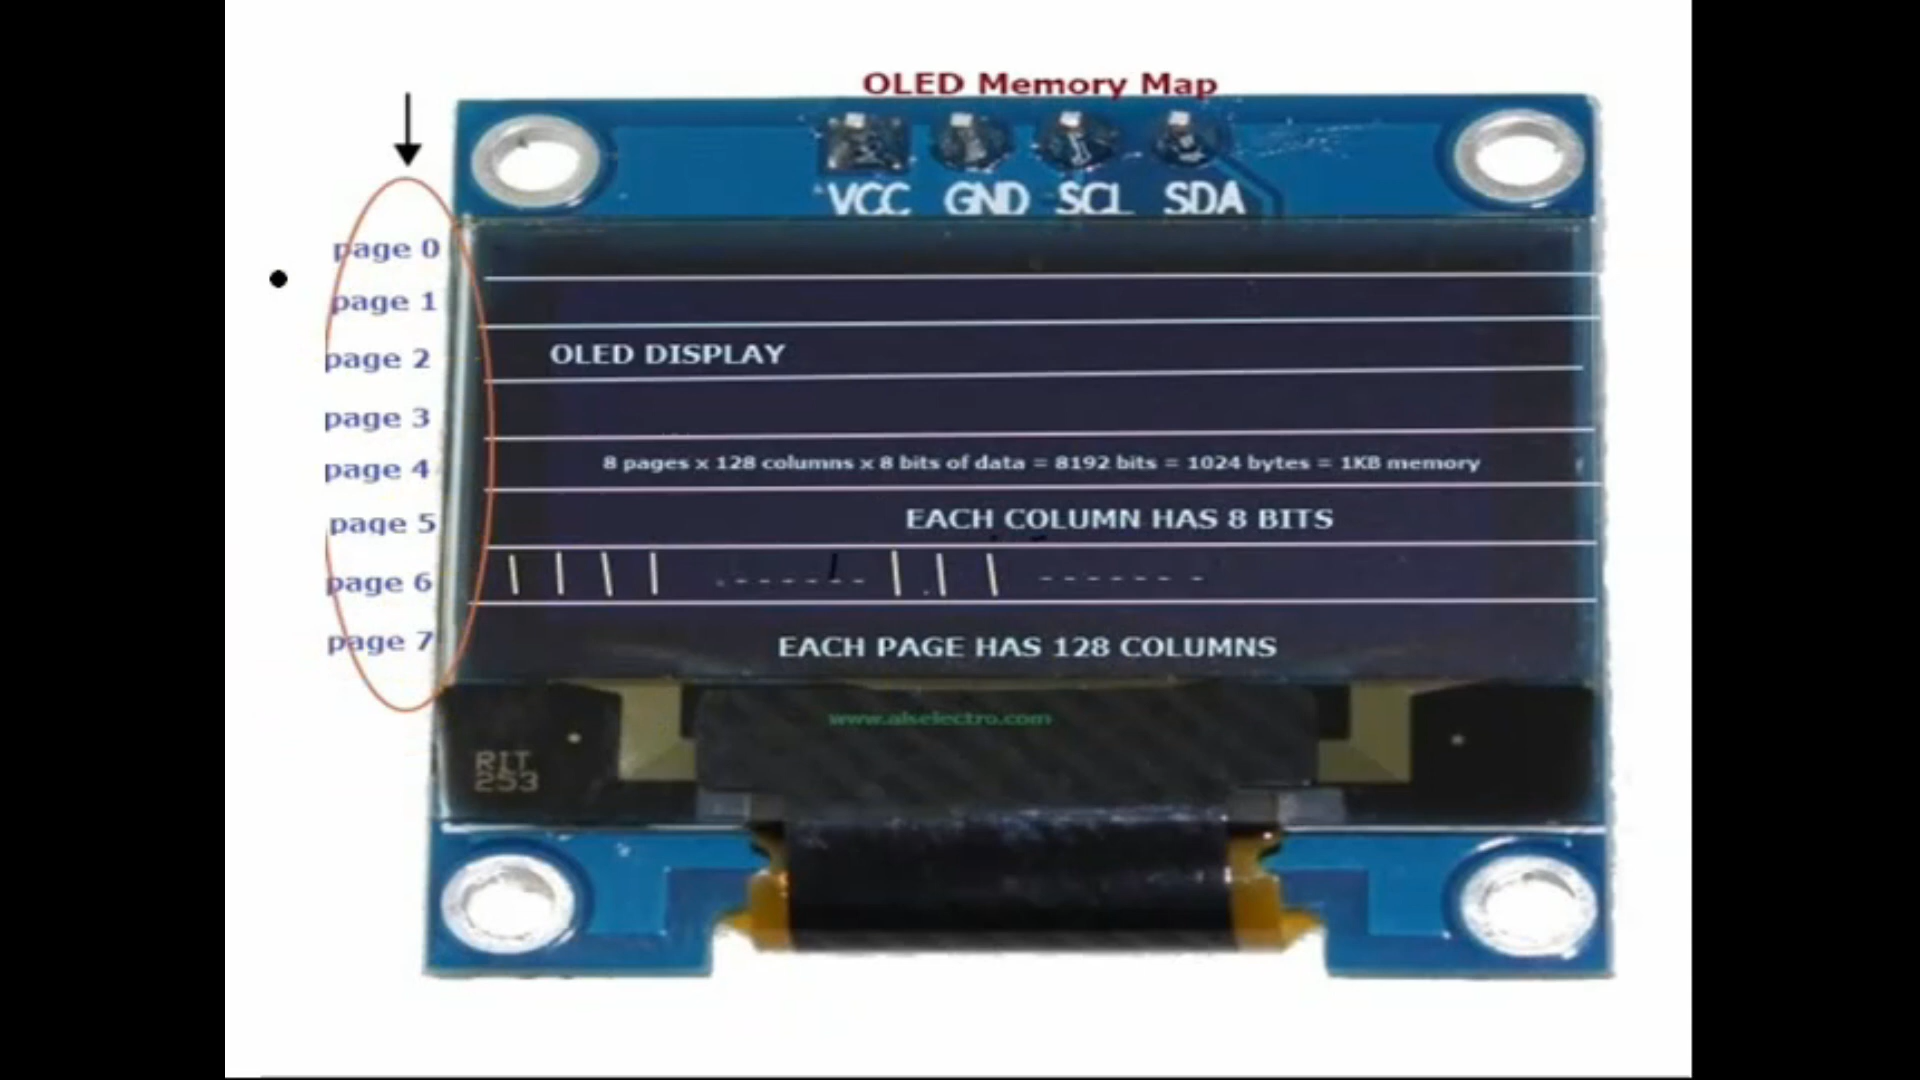 OLED Memory Map
VCC GND SCL SDA
page 0
page 1
page 2
OLED DISPLAY
page 3
page 4
8 pages x 128 columns x 8 bits of data = 8192 bits = 1024 bytes = 1KB memory
page 5
EACH COLUMN HAS 8 BITS
page 6
page 7
EACH PAGE HAS 128 COLUMNS
www.alselectro.com
RIT
253